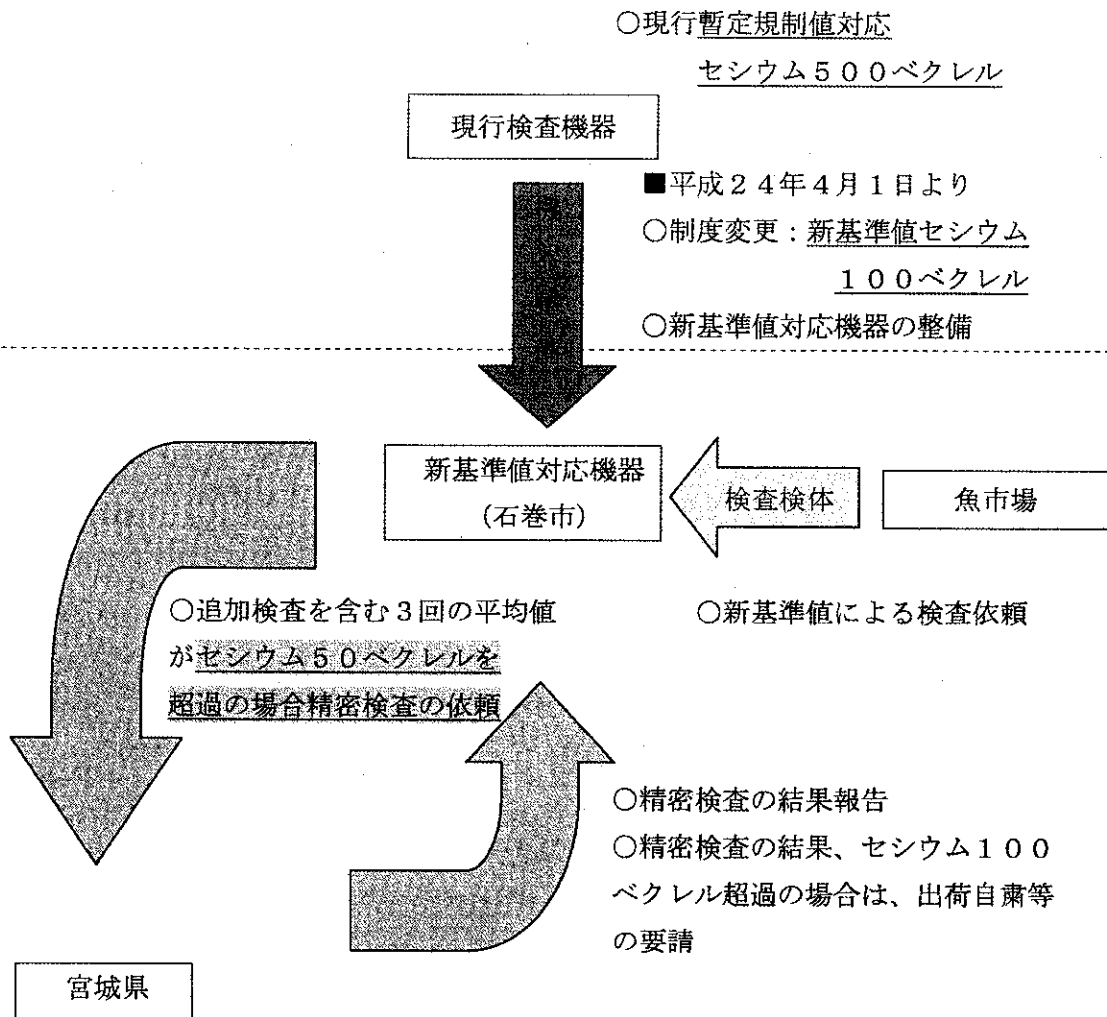 ○現行暫定規制値対応
セシウム５００ベクレル
現行検査機器
■平成２４年４月１日より
○制度変更：新基準値セシウム
１００ベクレル
○新基準値対応機器の整備
新基準値対応機器
（石巻市）
検査検体
魚市場
○追加検査を含む３回の平均値
がセシウム５０ベクレルを
超過の場合精密検査の依頼
○新基準値による検査依頼
○精密検査の結果報告
○精密検査の結果、セシウム１００
ベクレル超過の場合は、出荷自粛等
の要請
宮城県